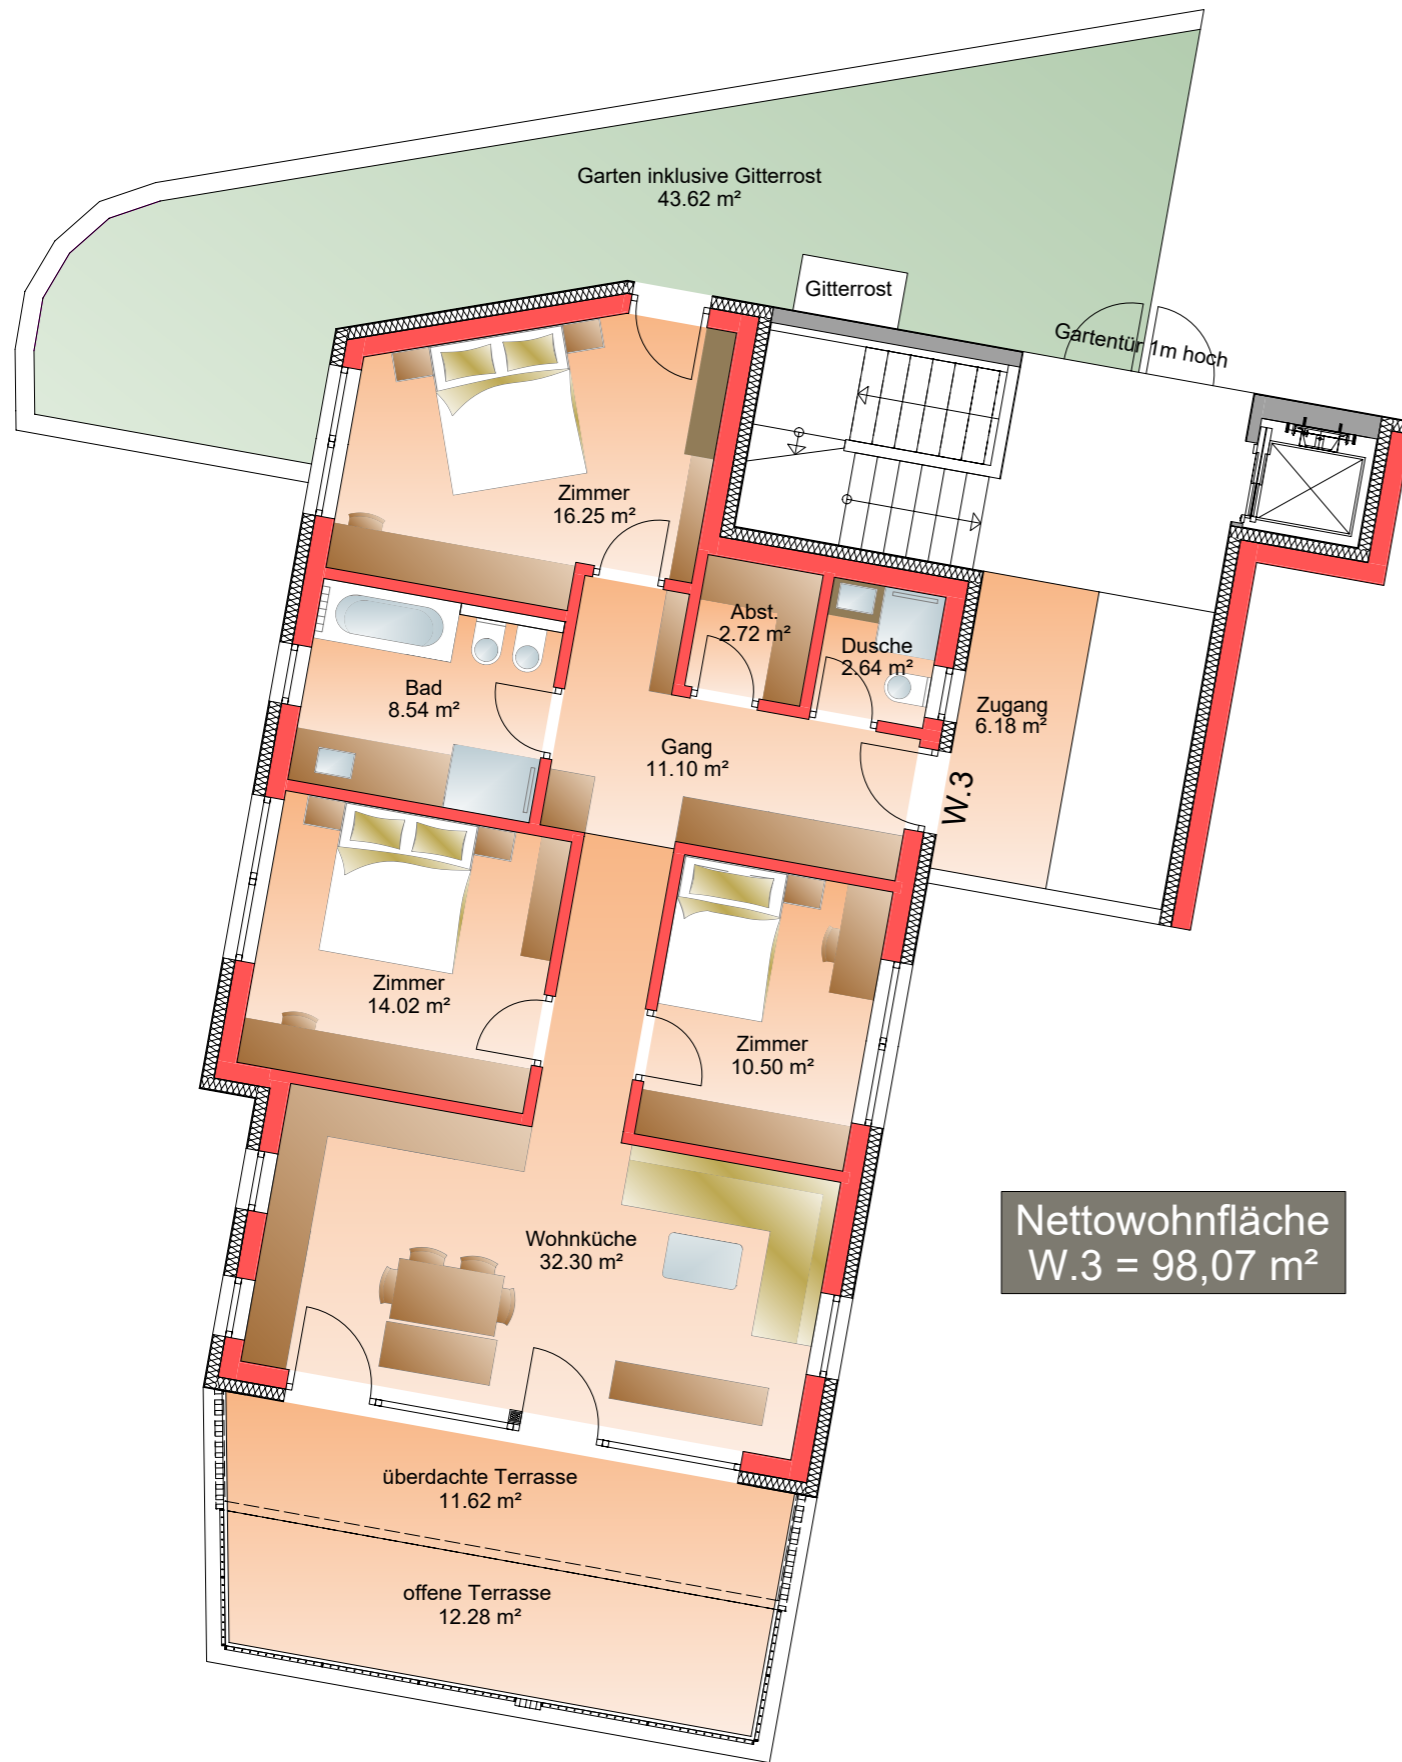 Garten inklusive Gitterrost
43.62 m²
Gitterrost
Gartentür 1m hoch
Zimmer
16.25 m²
Abst.
2.72 m²
Dusche
2.64 m²
Bad
8.54 m²
Zugang
6.18 m²
Gang
11.10 m²
W.3
Zimmer
14.02 m²
Zimmer
10.50 m²
Wohnküche
32.30 m²
Nettowohnfläche
W.3 = 98,07 m²
überdachte Terrasse
11.62 m²
offene Terrasse
12.28 m²